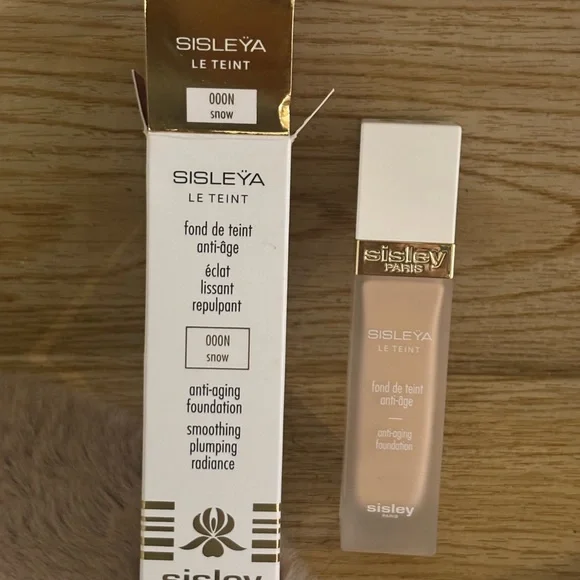 SISLEŸA
LE TEINT
000N
snow
SISLEŸA
LE TEINT
fond de teint
anti-âge
éclat
lissant
repulpant
000N
snow
anti-aging
foundation
smoothing
plumping
radiance
sisley
sisley
PARIS
SISLEŸA
LE TEINT
fond de teint
anti-âge
anti-aging
foundation
sisley
PARIS